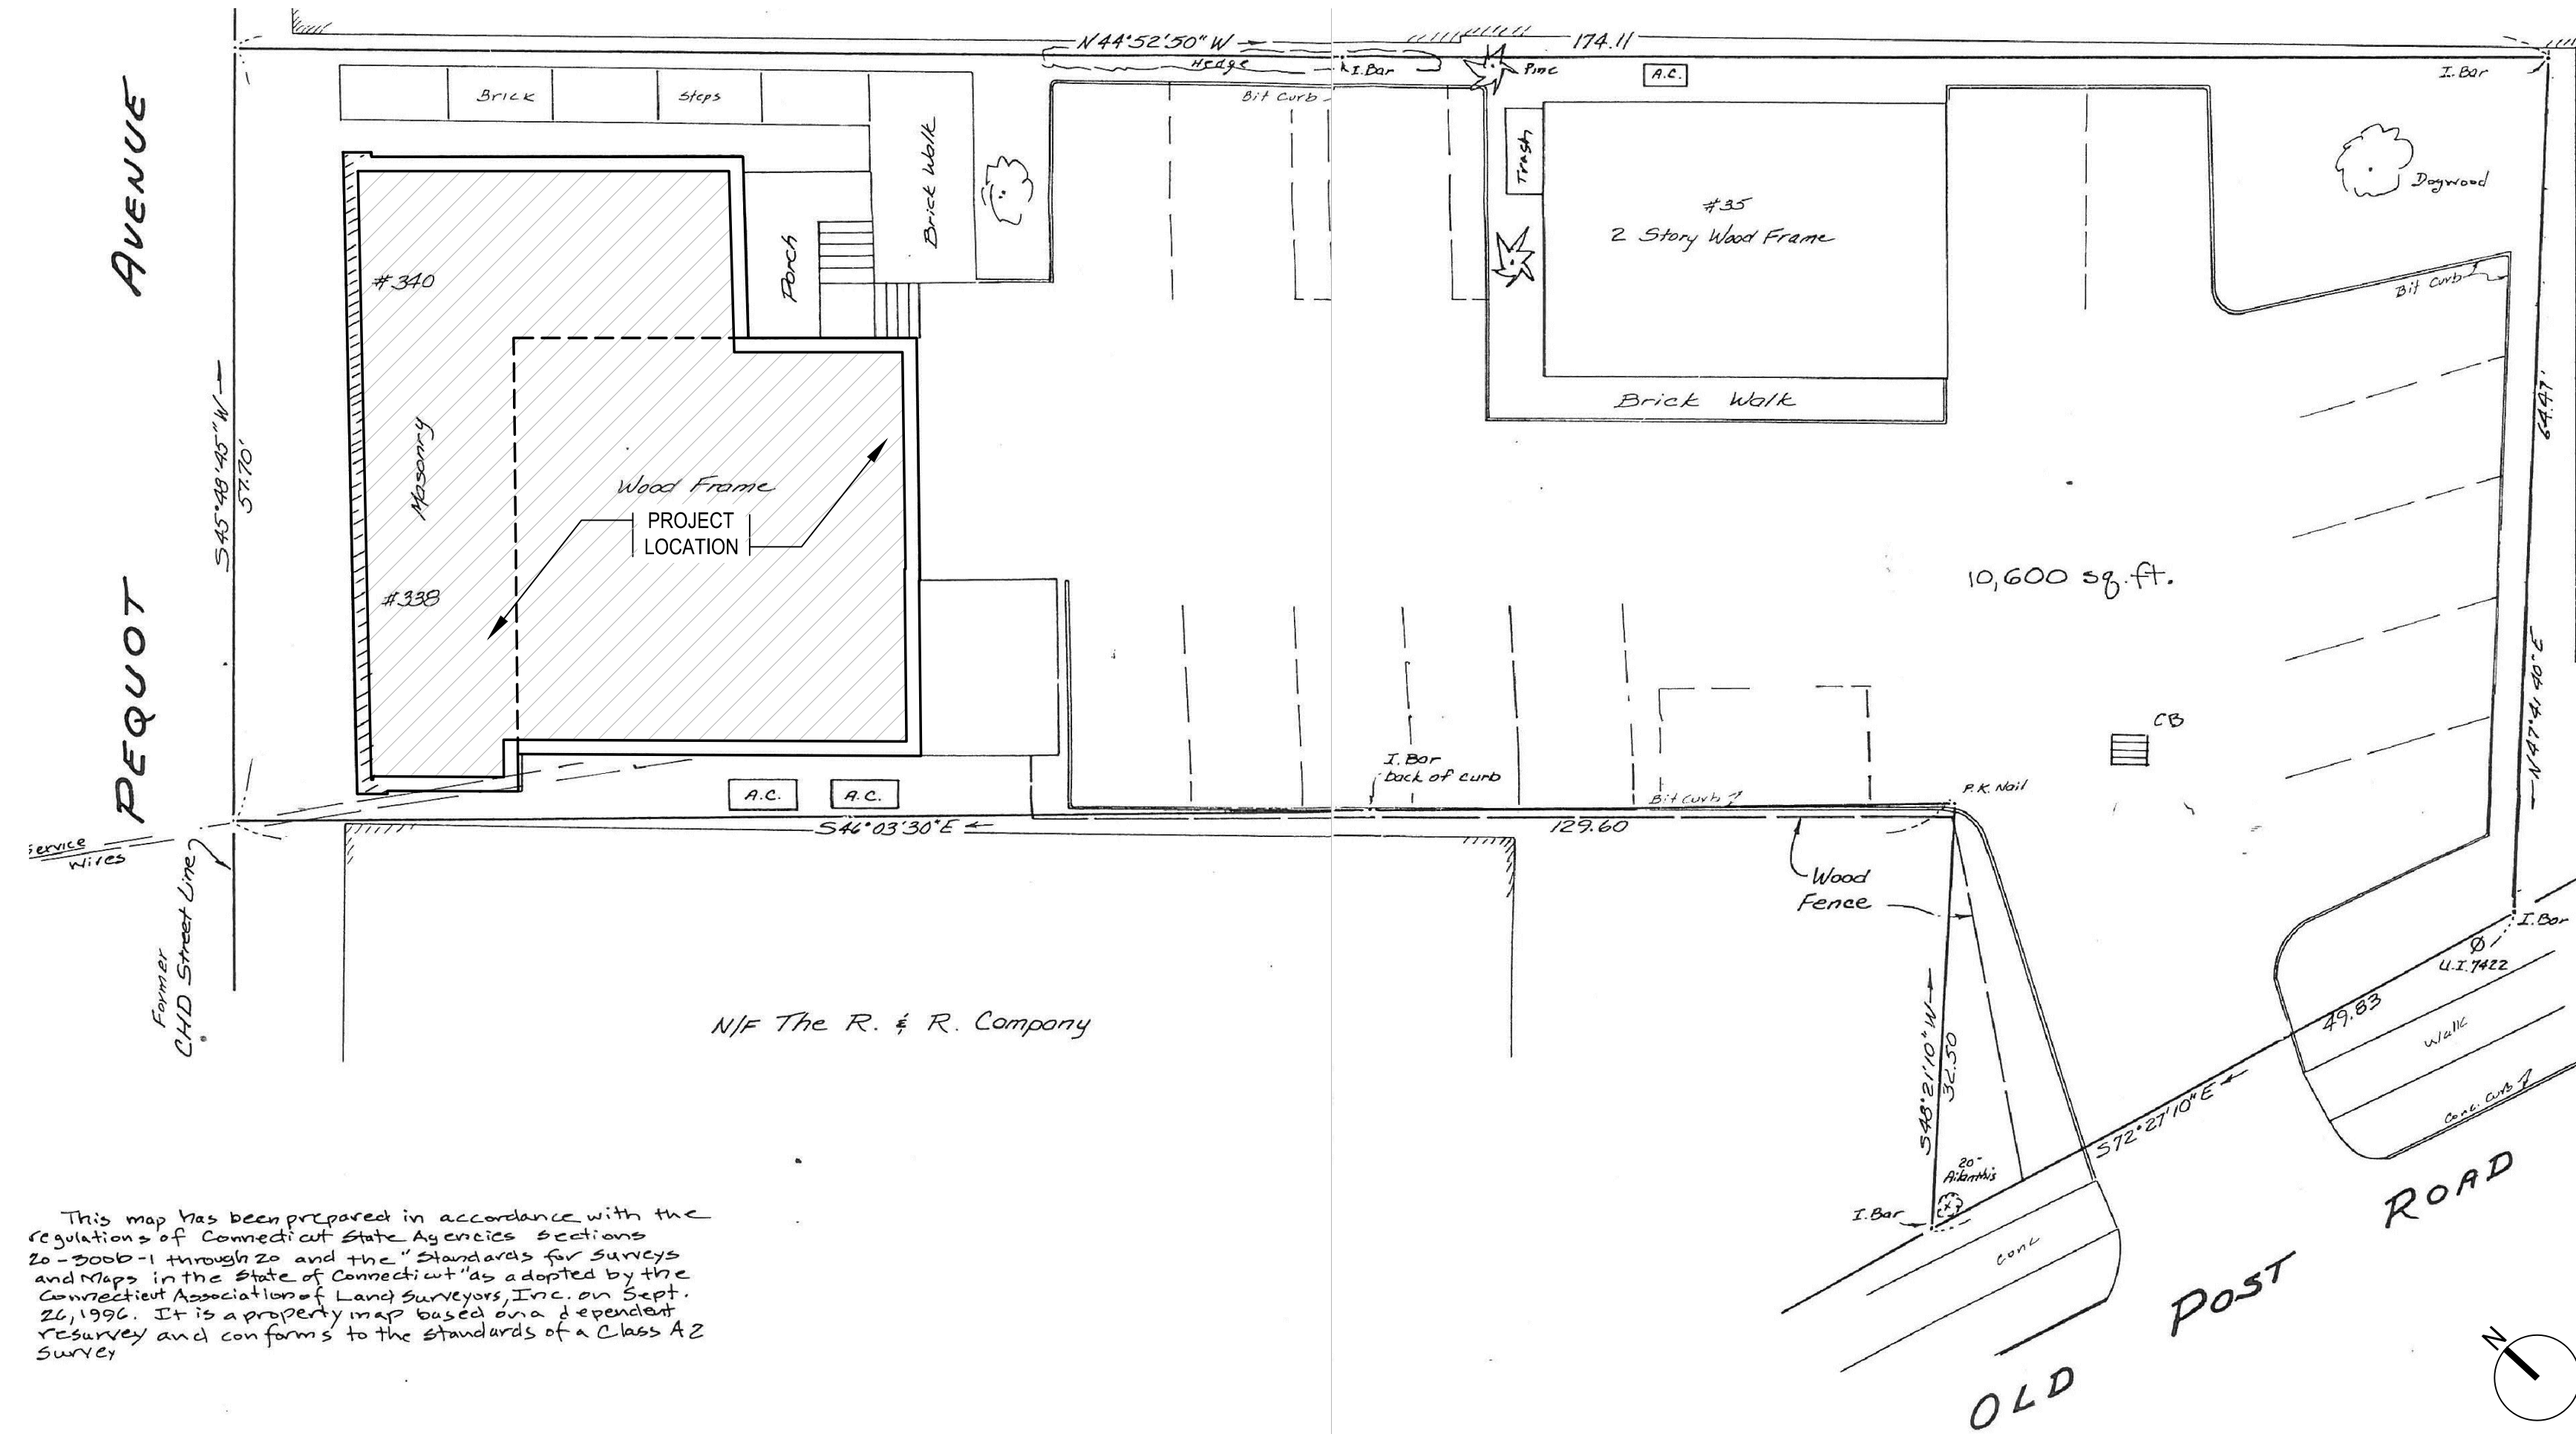 N44°52'50" W
174.11
Hedge
I.Bar
Pine
A.C.
I.Bar
Brick
Steps
Bit Curb
AVENUE
Brick Walk
Trash
Dogwood
#35
2 Story Wood Frame
Porch
#340
Bit Curb
Brick Walk
64.47'
S45°48'45"W
57.70'
Masonry
Wood Frame
PROJECT
LOCATION
10,600 sq.ft.
#338
PEQUOT
N47°41'40"E
CB
I.Bar
back of curb
A.C.
A.C.
Bit Curb
P.K. Nail
S46°03'30"E
129.60
Service
Wires
Wood
Fence
Former
CHD Street Line
I.Bar
U.I.7422
49.83
Walk
N/F The R. & R. Company
S48°21'10"W
32.50
S72°27'10"E
Conc. Curb
20"
Ailanthis
I.Bar
Conc
ROAD
POST
OLD
N
This map has been prepared in accordance with the
regulations of Connecticut State Agencies Sections
20-300b-1 through 20 and the "Standards for Surveys
and Maps in the State of Connecticut" as adopted by the
Connecticut Association of Land Surveyors, Inc. on Sept.
26, 1996. It is a property map based on a dependent
resurvey and conforms to the standards of a Class A2
Survey